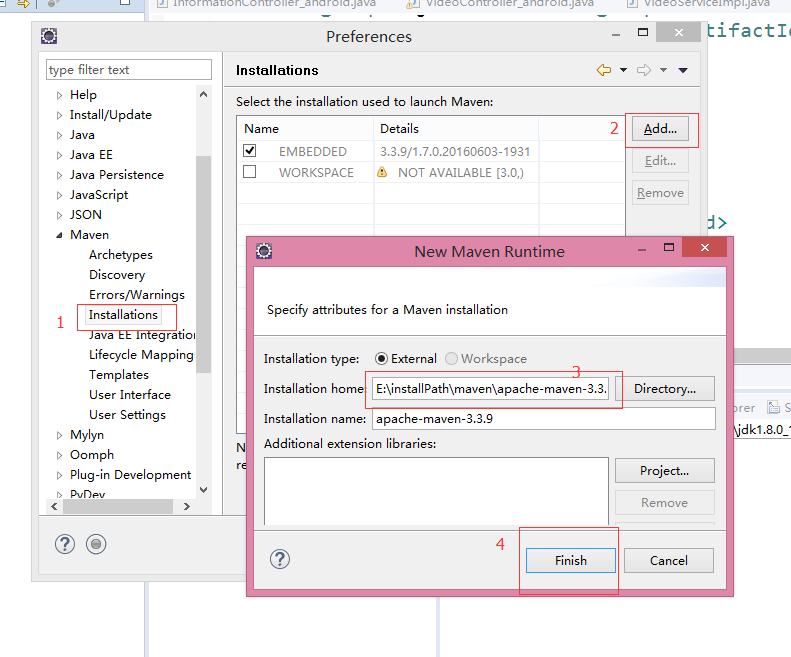 InformationController_android.java
VideoController_android.java
VideoServiceImpl.java
Preferences
tifactId
type filter text
Installations
Help
Install/Update
Java
Java EE
Java Persistence
JavaScript
JSON
Maven
Archetypes
Discovery
Errors/Warnings
1
Installations
Java EE Integration
Lifecycle Mapping
Templates
User Interface
User Settings
Mylyn
Oomph
Plug-in Development
PyDev
Select the installation used to launch Maven:
Name Details
EMBEDDED 3.3.9/1.7.0.20160603-1931
WORKSPACE NOT AVAILABLE [3.0,)
2
Add...
Edit...
Remove
d>
New Maven Runtime
Specify attributes for a Maven installation
Installation type: External Workspace
3
Installation home: E:\installPath\maven\apache-maven-3.3. Directory...
Installation name: apache-maven-3.3.9
Additional extension libraries:
Project...
Remove
4
Finish
Cancel
N
re
orer
S
\jdk1.8.0_1